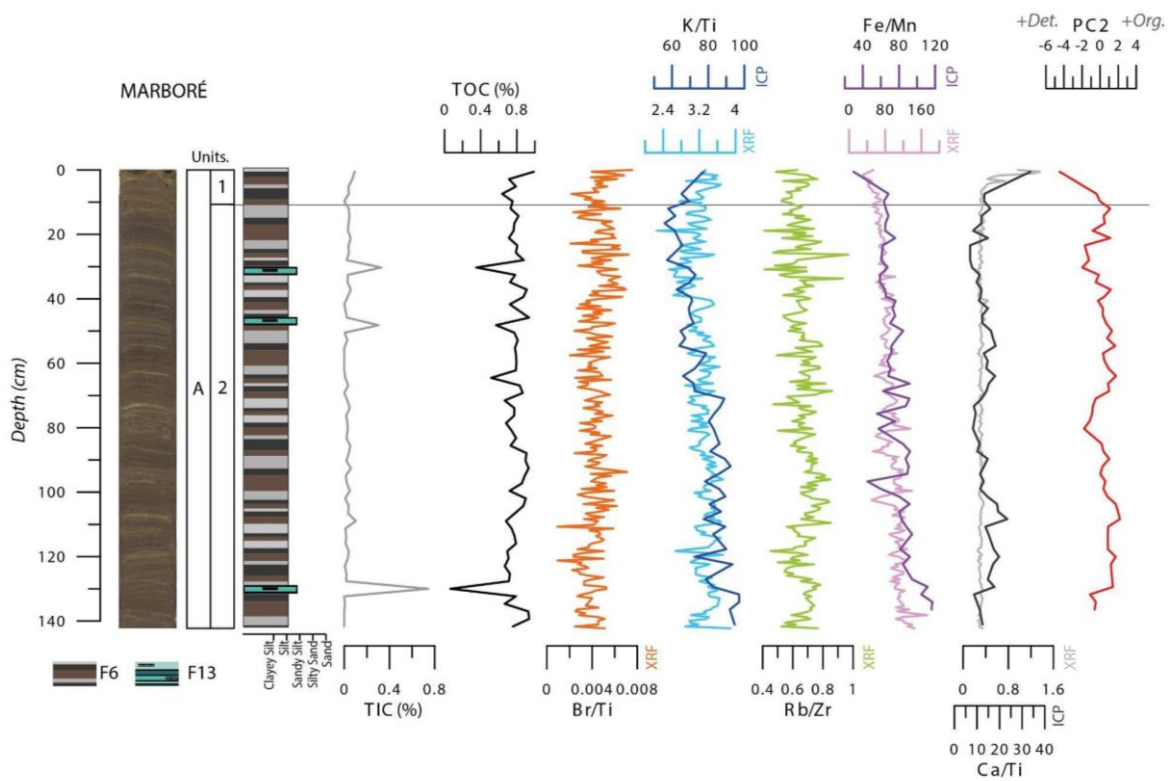 K/Ti
Fe/Mn
+Det. PC2 +Org.
60 80 100
40 80 120
-6 -4 -2 0 2 4
ICP
ICP
MARBORÉ
TOC (%)
0 0.4 0.8
2.4 3.2 4
0 80 160
XRF
XRF
Units.
0
20
40
60
80
100
120
140
Depth (cm)
1
A
2
Clayey Silt
Silt
Sandy Silt
Silty Sand
Sand
F6
F13
0 0.4 0.8
TIC (%)
XRF
0 0.004 0.008
Br/Ti
XRF
0.4 0.6 0.8 1
Rb/Zr
XRF
0 0.8 1.6
ICP
0 10 20 30 40
Ca/Ti